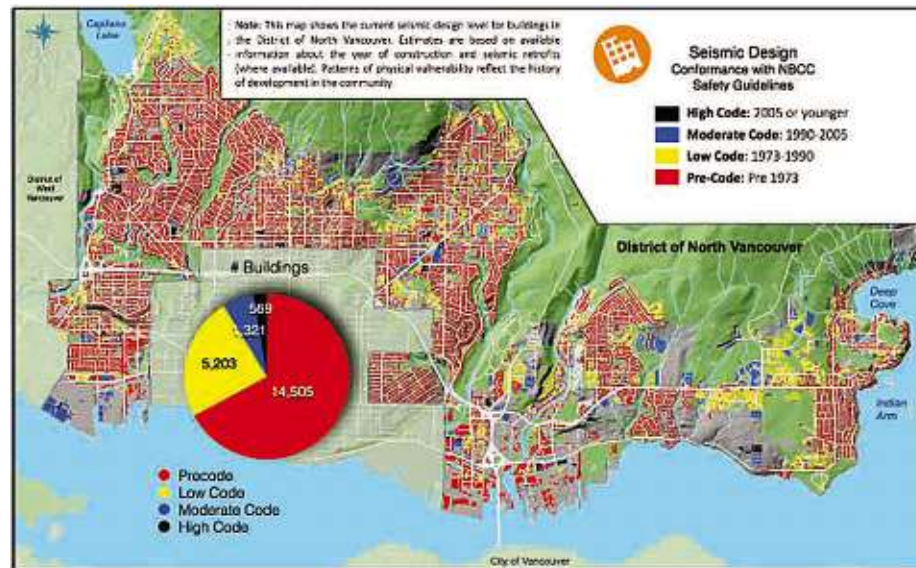 Capilano
Lake
Note: This map shows the current seismic design level for buildings in
the District of North Vancouver. Estimates are based on available
information about the year of construction and seismic retrofits
(where available). Patterns of physical vulnerability reflect the history
of development in the community.
Seismic Design
Conformance with NBCC
Safety Guidelines
High Code: 2005 or younger
Moderate Code: 1990-2005
Low Code: 1973-1990
Pre-Code: Pre 1973
District of
West
Vancouver
District of North Vancouver
# Buildings
569
1,321
5,203
14,505
Deep
Cove
Indian
Arm
Precode
Low Code
Moderate Code
High Code
City of Vancouver